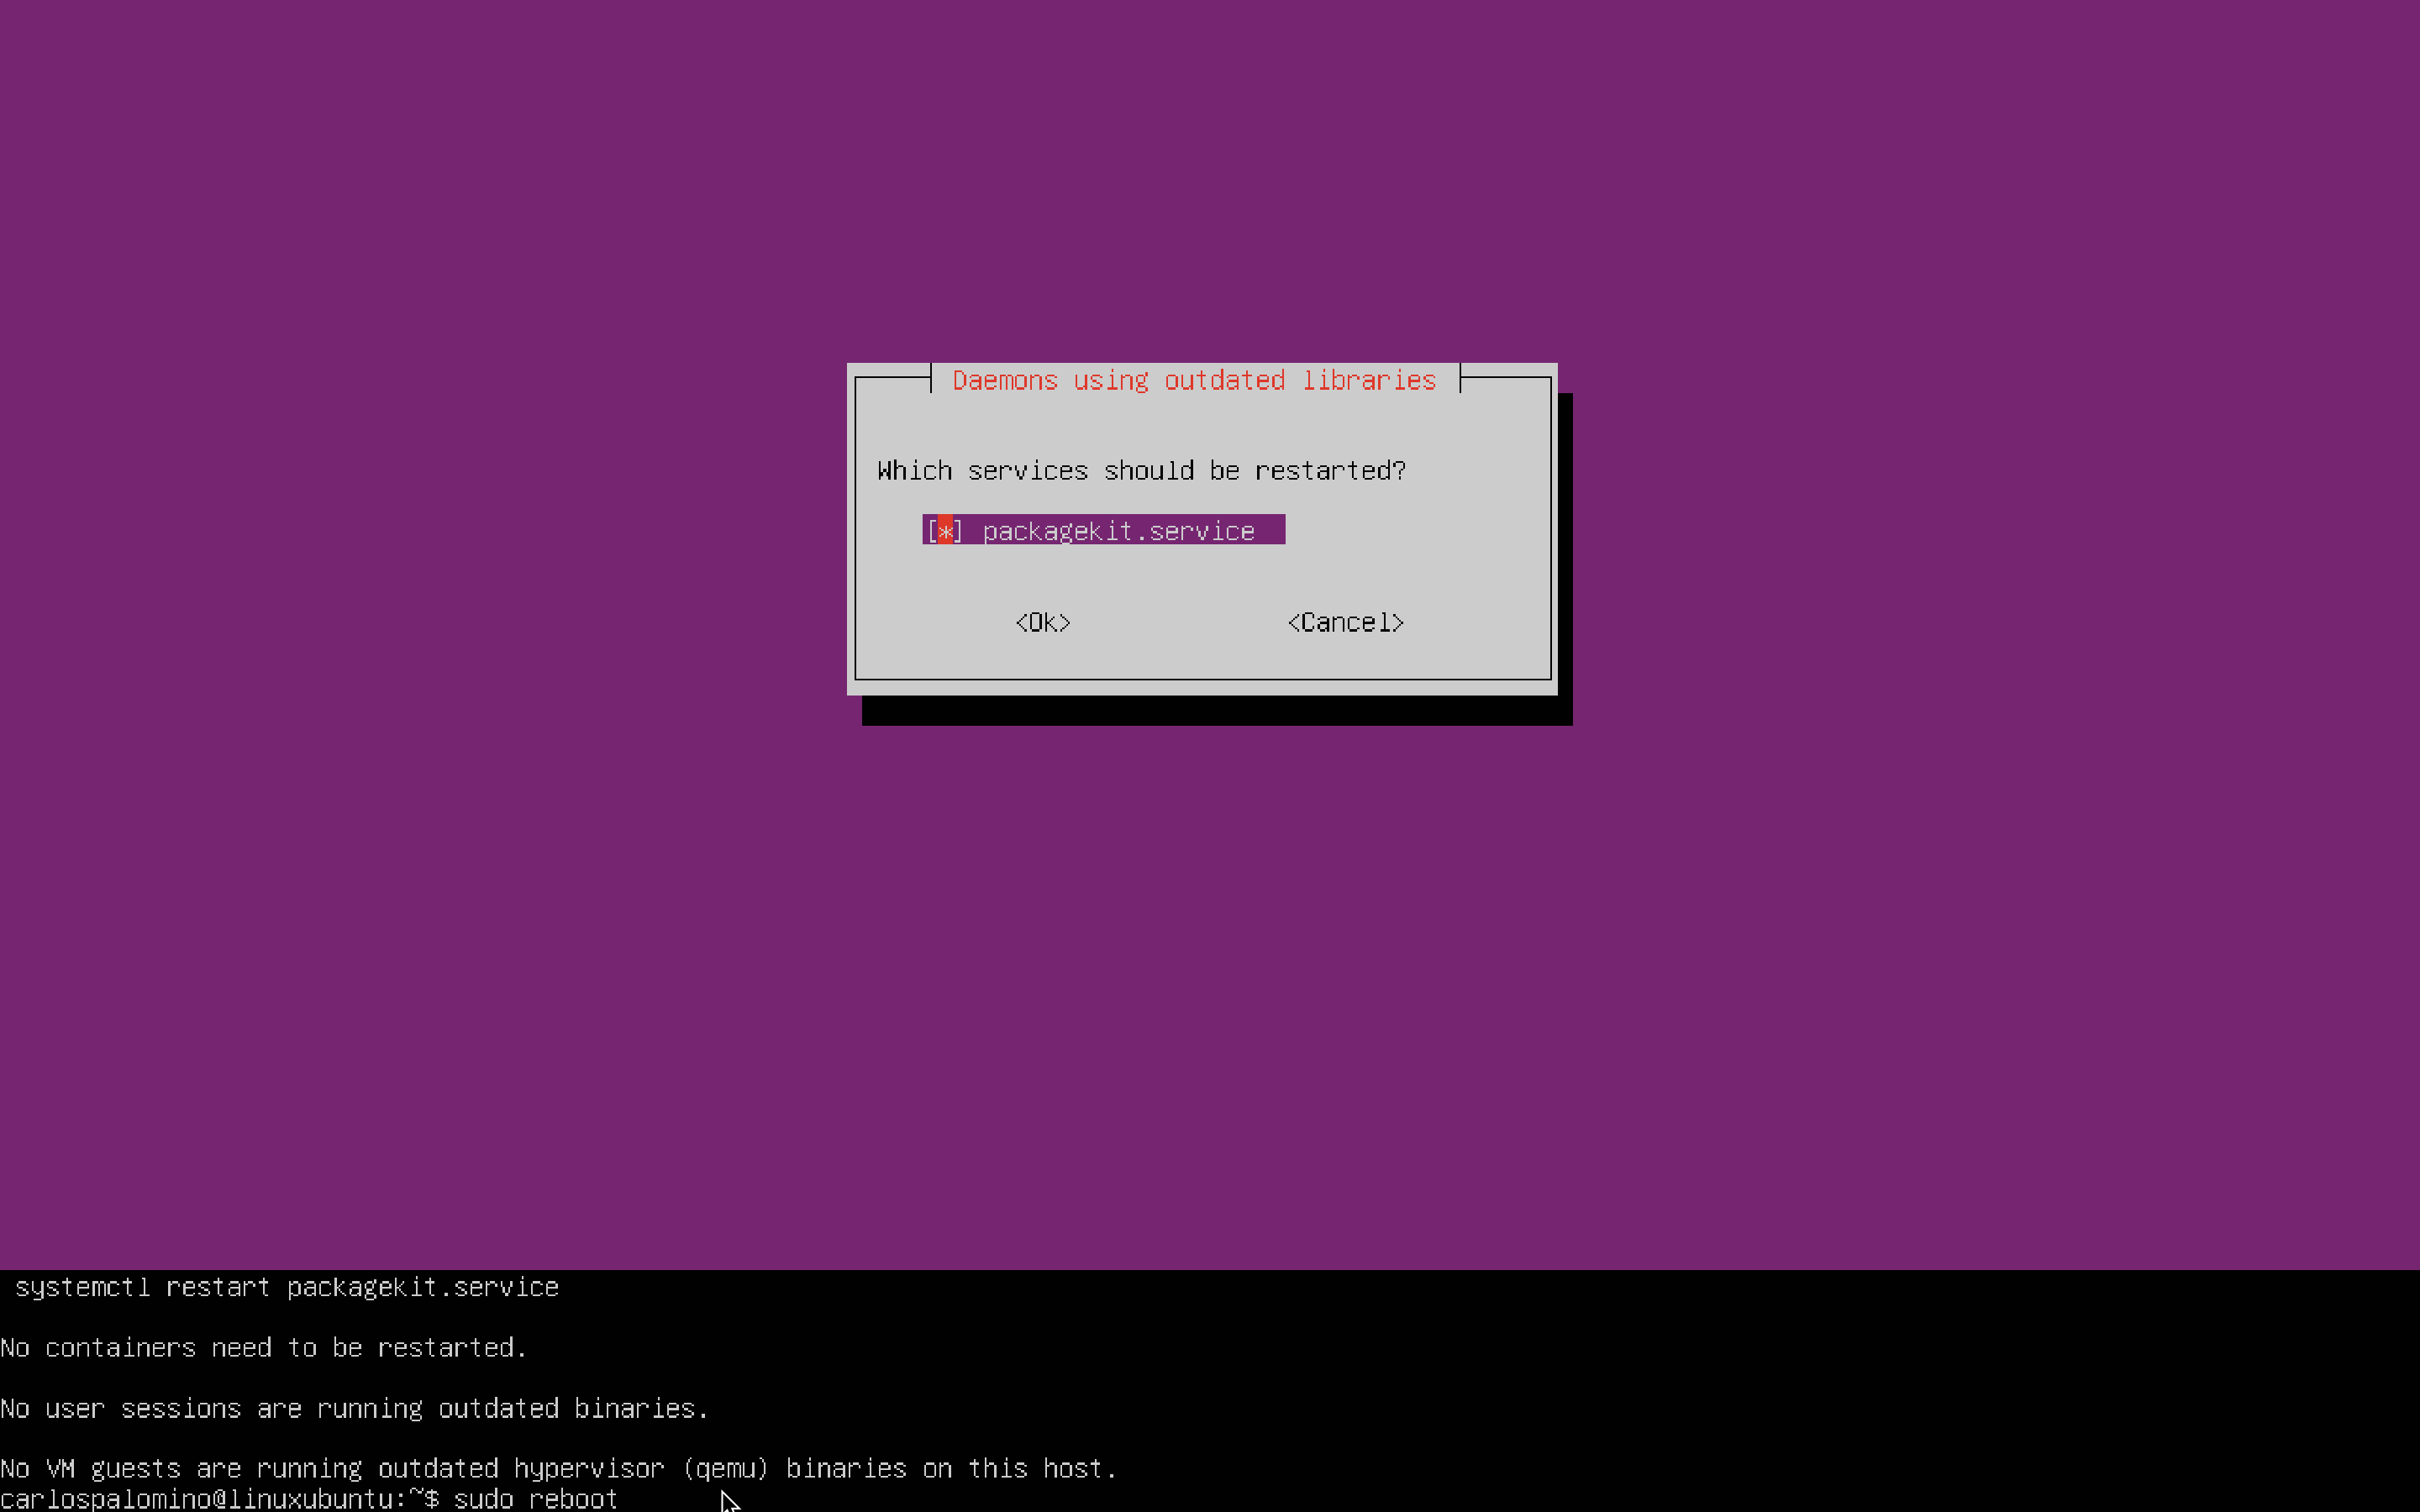 Daemons using outdated libraries
Which services should be restarted?
[*] packagekit.service
<Ok> <Cancel>
systemctl restart packagekit.service
No containers need to be restarted.
No user sessions are running outdated binaries.
No VM guests are running outdated hypervisor (qemu) binaries on this host.
carlospalomino@linuxubuntu:~$ sudo reboot